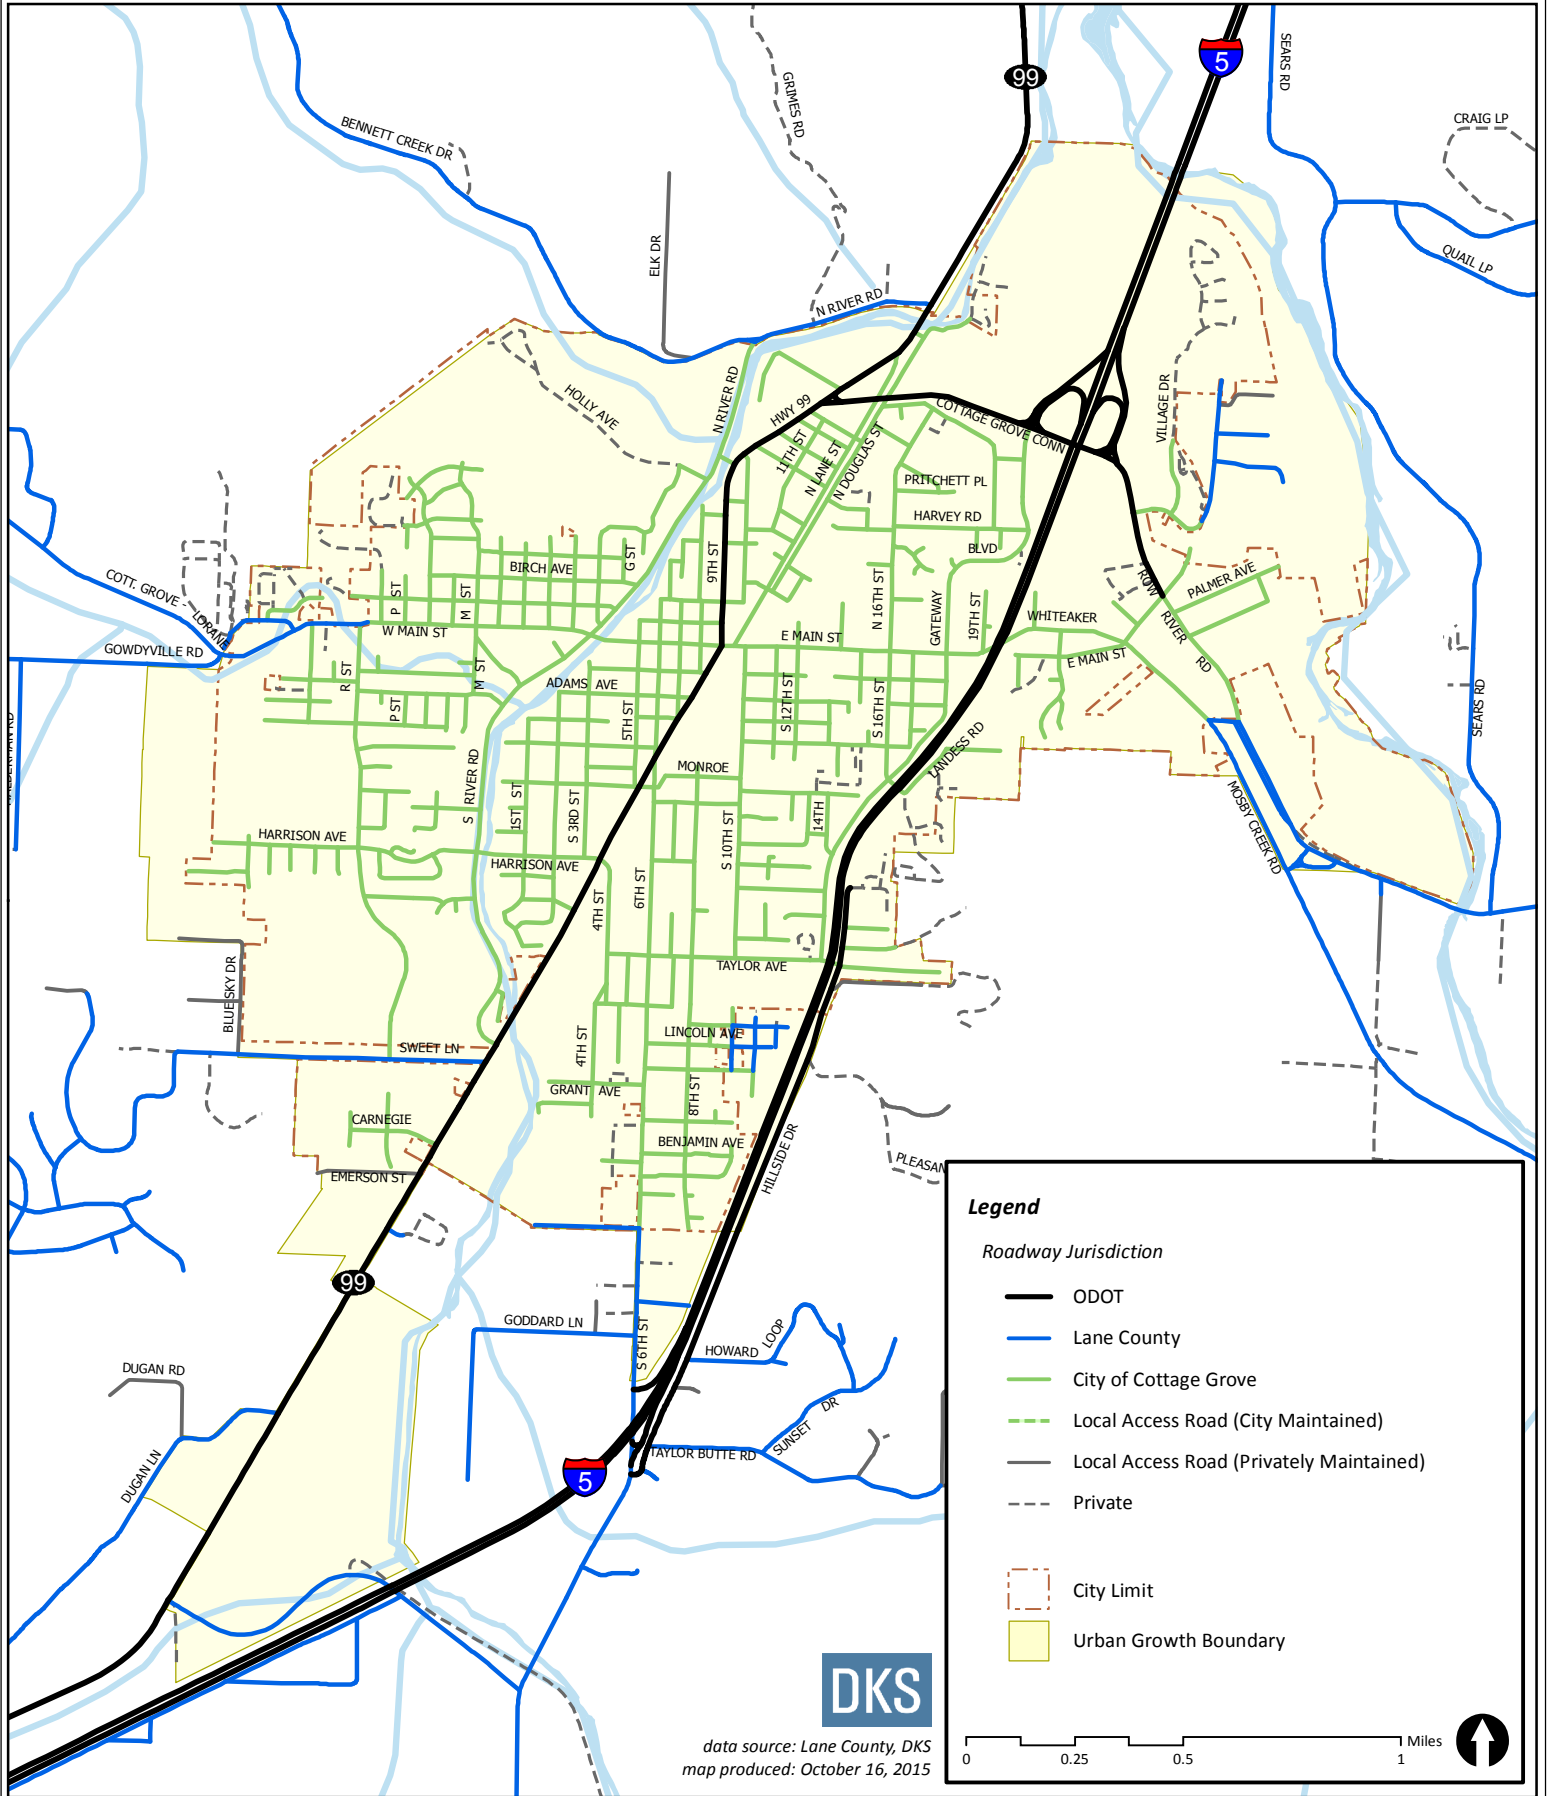 99
5
SEARS RD
GRIMES RD
CRAIG LP
BENNETT CREEK DR
ELK DR
QUAIL LP
N RIVER RD
N RIVER RD
HOLLY AVE
HWY 99
VILLAGE DR
COTTAGE GROVE CONN
11TH ST
N LANE ST
N DOUGLAS ST
PRITCHETT PL
HARVEY RD
BLVD
G ST
9TH ST
BIRCH AVE
P ST
M ST
N 16TH ST
GATEWAY
19TH ST
WHITEAKER
ROW
RIVER
RD
PALMER AVE
COTT. GROVE -
LORANE
GOWDYVILLE RD
W MAIN ST
E MAIN ST
E MAIN ST
R ST
M ST
P ST
ADAMS AVE
5TH ST
S 12TH ST
S 16TH ST
SEARS RD
LANDESS RD
S RIVER RD
MONROE
1ST ST
S 3RD ST
14TH
MOSBY CREEK RD
HARRISON AVE
HARRISON AVE
S 10TH ST
6TH ST
4TH ST
TAYLOR AVE
BLUE SKY DR
SWEET LN
LINCOLN AVE
4TH ST
GRANT AVE
8TH ST
CARNEGIE
BENJAMIN AVE
HILLSIDE DR
PLEASAN
EMERSON ST
99
GODDARD LN
S 6TH ST
HOWARD
LOOP
DUGAN RD
SUNSET
DR
TAYLOR BUTTE RD
DUGAN LN
5
Legend
Roadway Jurisdiction
ODOT
Lane County
City of Cottage Grove
Local Access Road (City Maintained)
Local Access Road (Privately Maintained)
Private
City Limit
Urban Growth Boundary
Miles
0
0.25
0.5
1
DKS
data source: Lane County, DKS
map produced: October 16, 2015